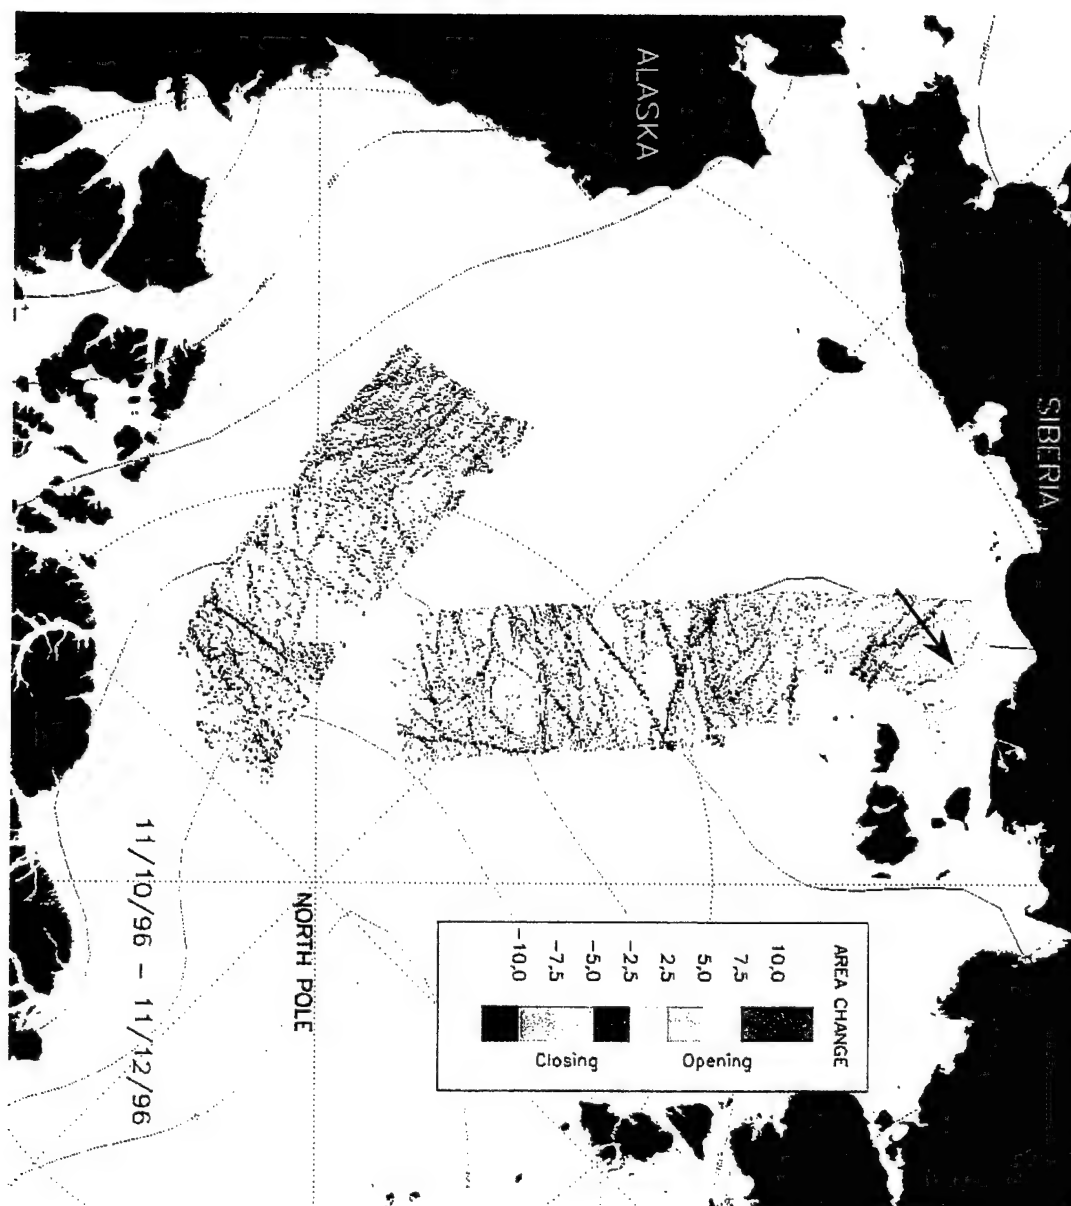 ALASKA
SIBERIA
NORTH POLE
11/10/96 - 11/12/96
AREA CHANGE
10,0
7,5
5,0
2,5
-2,5
-5,0
-7,5
-10,0
Opening
Closing